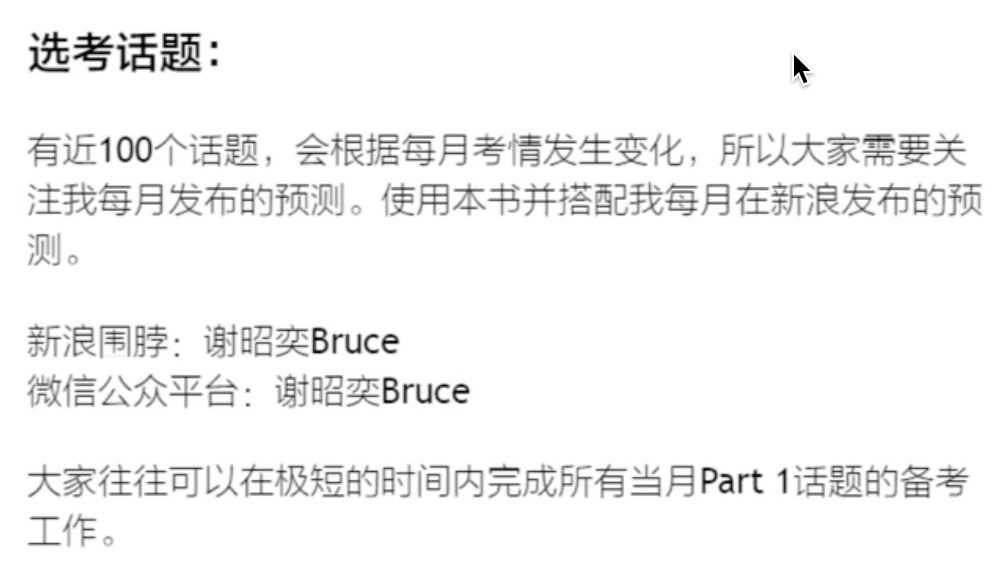 选考话题：
有近100个话题，会根据每月考情发生变化，所以大家需要关
注我每月发布的预测。使用本书并搭配我每月在新浪发布的预
测。
新浪围脖：谢昭奕Bruce
微信公众平台：谢昭奕Bruce
大家往往可以在极短的时间内完成所有当月Part 1话题的备考
工作。